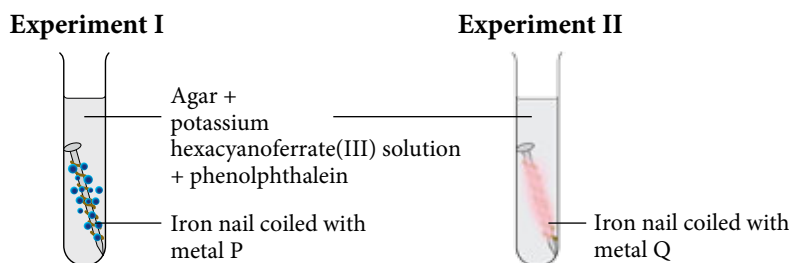 Experiment I
Experiment II
Agar +
potassium
hexacyanoferrate(III) solution
+ phenolphthalein
Iron nail coiled with
metal P
Iron nail coiled with
metal Q